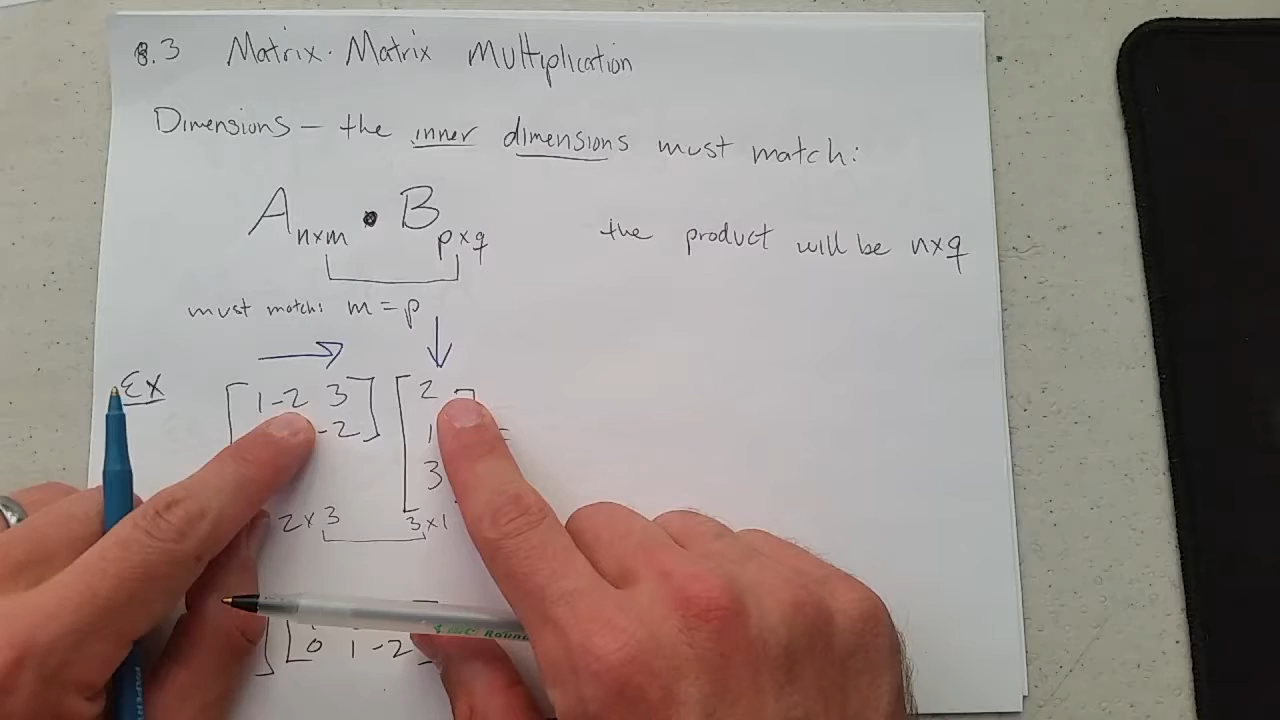 8.3 Matrix · Matrix Multiplication
Dimensions – the inner dimensions must match:
A n×m • B p×q
the product will be n×q
must match: m = p
Ex
[ 1 -2 3 ] [ 2 ]
-2 ] 1 =
3
2×3 3×1
] [ 0 1 -2